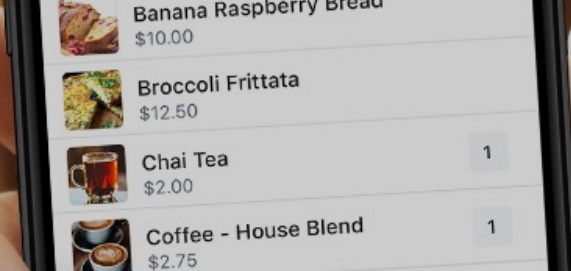 Banana Raspberry Bread
$10.00
Broccoli Frittata
$12.50
Chai Tea
$2.00
1
Coffee - House Blend
$2.75
1